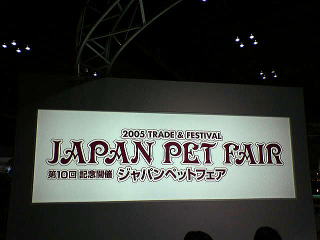 2005 TRADE & FESTIVAL
JAPAN PET FAIR
第10回 記念開催 ジャパンペットフェア